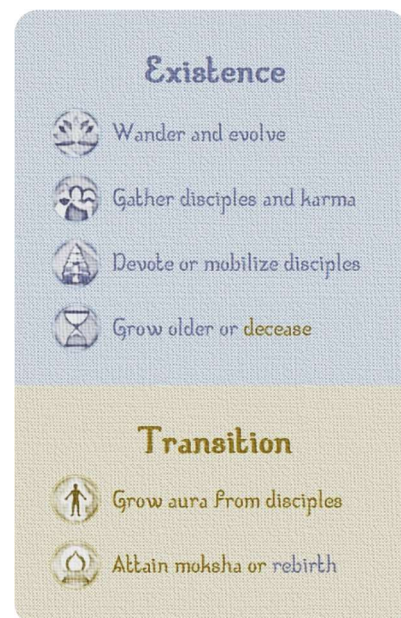 Existence
Wander and evolve
Gather disciples and karma
Devote or mobilize disciples
Grow older or decease
Transition
Grow aura from disciples
Attain moksha or rebirth